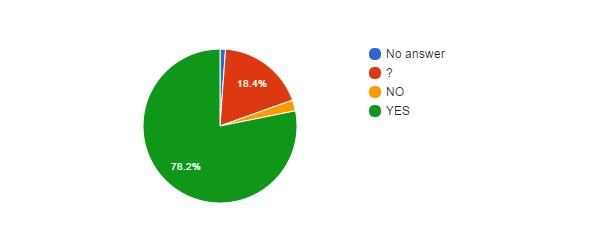 No answer
?
NO
YES
18.4%
78.2%